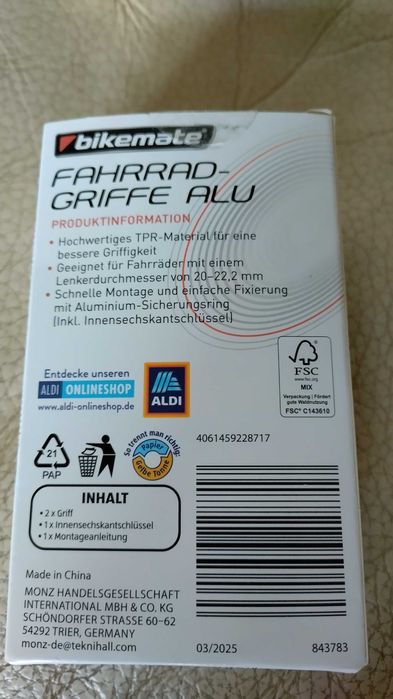 bikemate®
FAHRRAD-
GRIFFE ALU
PRODUKTINFORMATION
• Hochwertiges TPR-Material für eine
bessere Griffigkeit
• Geeignet für Fahrräder mit einem
Lenkerdurchmesser von 20–22,2 mm
• Schnelle Montage und einfache Fixierung
mit Aluminium-Sicherungsring
(Inkl. Innensechskantschlüssel)
Entdecke unseren
ALDI ONLINESHOP
www.aldi-onlineshop.de
ALDI
FSC
www.fsc.org
MIX
Verpackung | Fördert
gute Waldnutzung
FSC® C143610
21
PAP
So trennt man richtig:
Papier
Gelbe Tonne
4061459228717
INHALT
• 2 x Griff
• 1 x Innensechskantschlüssel
• 1 x Montageanleitung
Made in China
MONZ HANDELSGESELLSCHAFT
INTERNATIONAL MBH & CO. KG
SCHÖNDORFER STRASSE 60–62
54292 TRIER, GERMANY
monz-de@teknihall.com
03/2025
843783